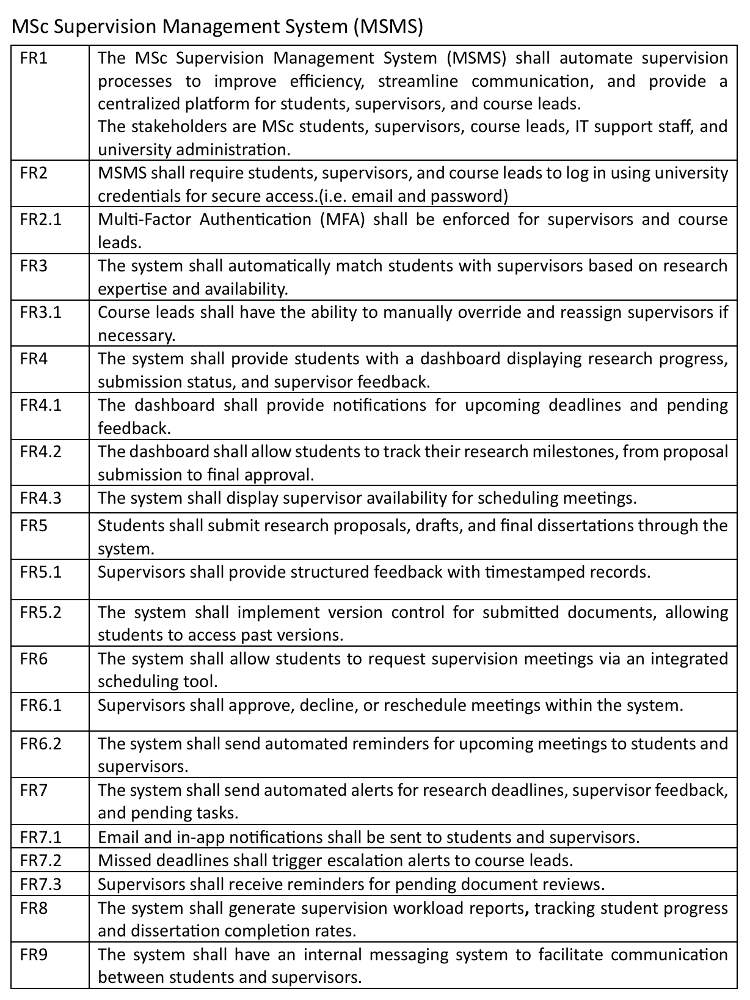 MSc Supervision Management System (MSMS)
FR1
The MSc Supervision Management System (MSMS) shall automate supervision
processes to improve efficiency, streamline communication, and provide a
centralized platform for students, supervisors, and course leads.
The stakeholders are MSc students, supervisors, course leads, IT support staff, and
university administration.
FR2
MSMS shall require students, supervisors, and course leads to log in using university
credentials for secure access.(i.e. email and password)
FR2.1
Multi-Factor Authentication (MFA) shall be enforced for supervisors and course
leads.
FR3
The system shall automatically match students with supervisors based on research
expertise and availability.
FR3.1
Course leads shall have the ability to manually override and reassign supervisors if
necessary.
FR4
The system shall provide students with a dashboard displaying research progress,
submission status, and supervisor feedback.
FR4.1
The dashboard shall provide notifications for upcoming deadlines and pending
feedback.
FR4.2
The dashboard shall allow students to track their research milestones, from proposal
submission to final approval.
FR4.3
The system shall display supervisor availability for scheduling meetings.
FR5
Students shall submit research proposals, drafts, and final dissertations through the
system.
FR5.1
Supervisors shall provide structured feedback with timestamped records.
FR5.2
The system shall implement version control for submitted documents, allowing
students to access past versions.
FR6
The system shall allow students to request supervision meetings via an integrated
scheduling tool.
FR6.1
Supervisors shall approve, decline, or reschedule meetings within the system.
FR6.2
The system shall send automated reminders for upcoming meetings to students and
supervisors.
FR7
The system shall send automated alerts for research deadlines, supervisor feedback,
and pending tasks.
FR7.1
Email and in-app notifications shall be sent to students and supervisors.
FR7.2
Missed deadlines shall trigger escalation alerts to course leads.
FR7.3
Supervisors shall receive reminders for pending document reviews.
FR8
The system shall generate supervision workload reports, tracking student progress
and dissertation completion rates.
FR9
The system shall have an internal messaging system to facilitate communication
between students and supervisors.